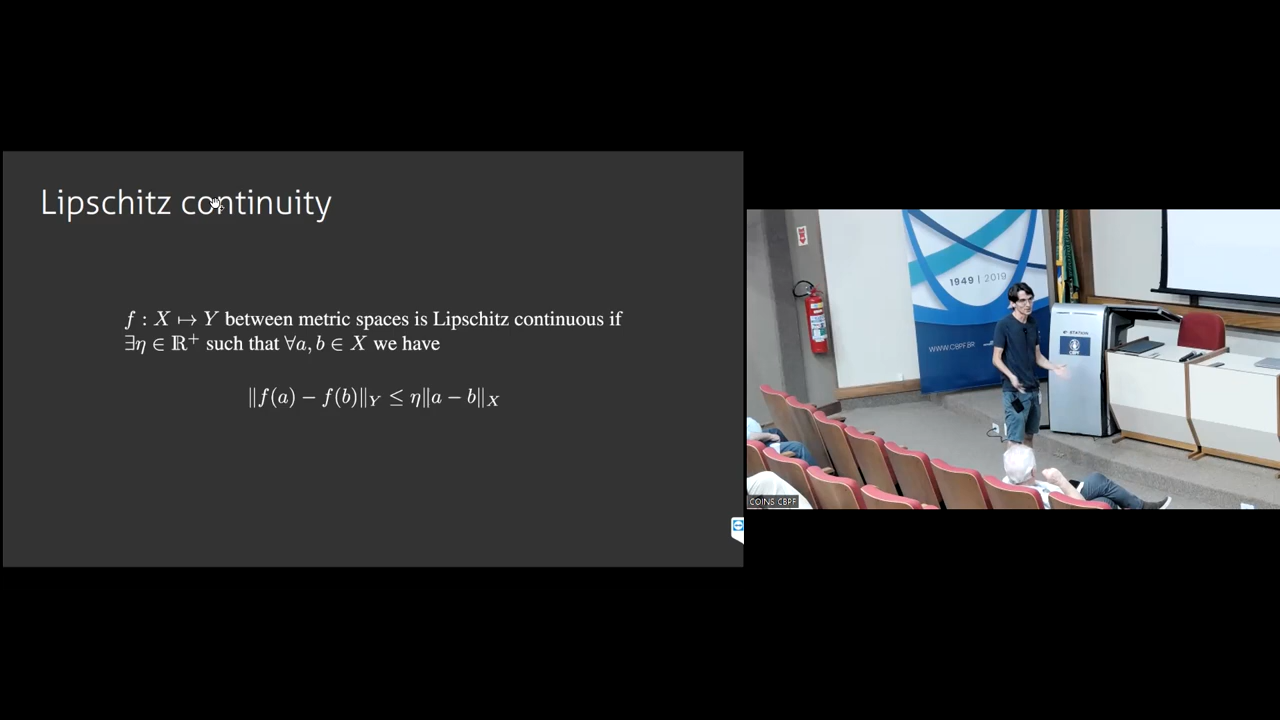 Lipschitz continuity
f : X ↦ Y between metric spaces is Lipschitz continuous if
∃η ∈ ℝ⁺ such that ∀a, b ∈ X we have
‖f(a) − f(b)‖_Y ≤ η‖a − b‖_X
1949 | 2019
WWW.CBPF.BR
CBPF
COINS CBPF